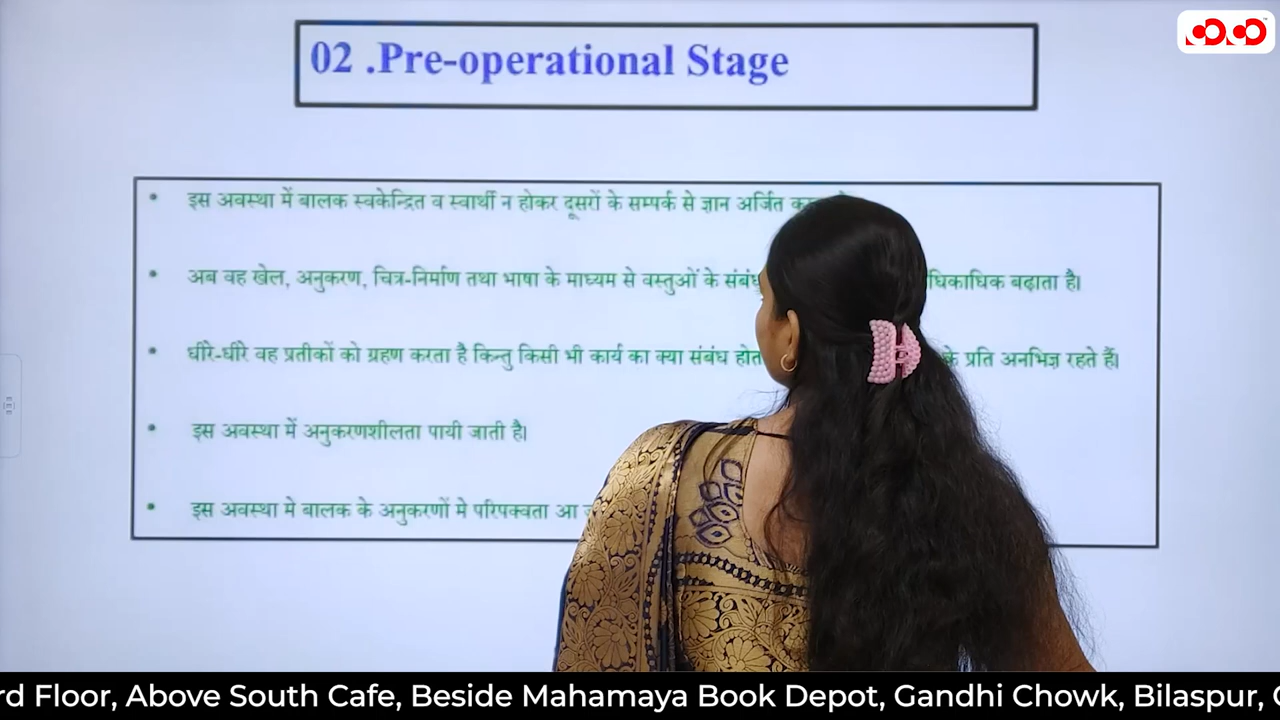 02 .Pre-operational Stage
• इस अवस्था में बालक स्वकेन्द्रित व स्वार्थी न होकर दूसरों के सम्पर्क से ज्ञान अर्जित
• अब वह खेल, अनुकरण, चित्र-निर्माण तथा भाषा के माध्यम से वस्तुओं के बढ़ाता है।
• धीरे-धीरे वह प्रतीकों को ग्रहण करता है किन्तु किसी भी कार्य का क्या संबंध के प्रति अनभिज्ञ रहते हैं।
• इस अवस्था में अनुकरणशीलता पायी जाती है।
• इस अवस्था मे बालक के अनुकरणों मे परिपक्वता आ
Floor, Above South Cafe, Beside Mahamaya Book Depot, Gandhi Chowk, Bilaspur,